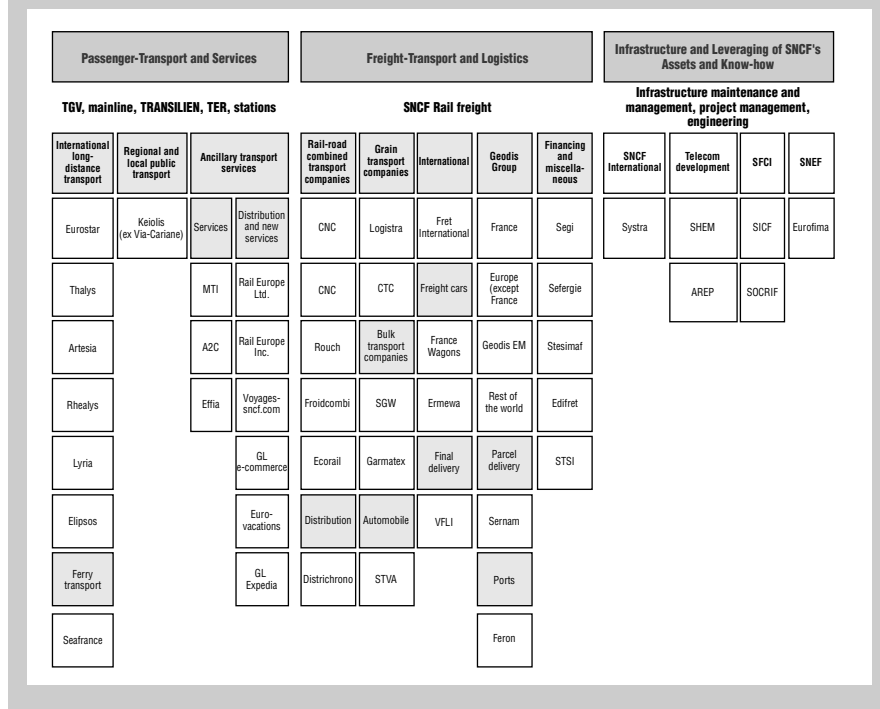 Passenger-Transport and Services
Freight-Transport and Logistics
Infrastructure and Leveraging of SNCF's
Assets and Know-how
TGV, mainline, TRANSILIEN, TER, stations
SNCF Rail freight
Infrastructure maintenance and
management, project management,
engineering
International
long-
distance
transport
Regional and
local public
transport
Ancillary transport
services
Rail-road
combined
transport
companies
Grain
transport
companies
International
Geodis
Group
Financing
and
miscella-
neous
SNCF
International
Telecom
development
SFCI
SNEF
Eurostar
Keiolis
(ex Via-Cariane)
Services
Distribution
and new
services
CNC
Logistra
Fret
International
France
Segi
Systra
SHEM
SICF
Eurofima
Thalys
MTI
Rail Europe
Ltd.
CNC
CTC
Freight cars
Europe
(except
France
Sefergie
AREP
SOCRIF
Artesia
A2C
Rail Europe
Inc.
Rouch
Bulk
transport
companies
France
Wagons
Geodis EM
Stesimaf
Rhealys
Effia
Voyages-
sncf.com
Froidcombi
SGW
Ermewa
Rest of
the world
Edifret
Lyria
GL
e-commerce
Ecorail
Garmatex
Final
delivery
Parcel
delivery
STSI
Elipsos
Euro-
vacations
Distribution
Automobile
VFLI
Sernam
Ferry
transport
GL
Expedia
Districhrono
STVA
Ports
Seafrance
Feron